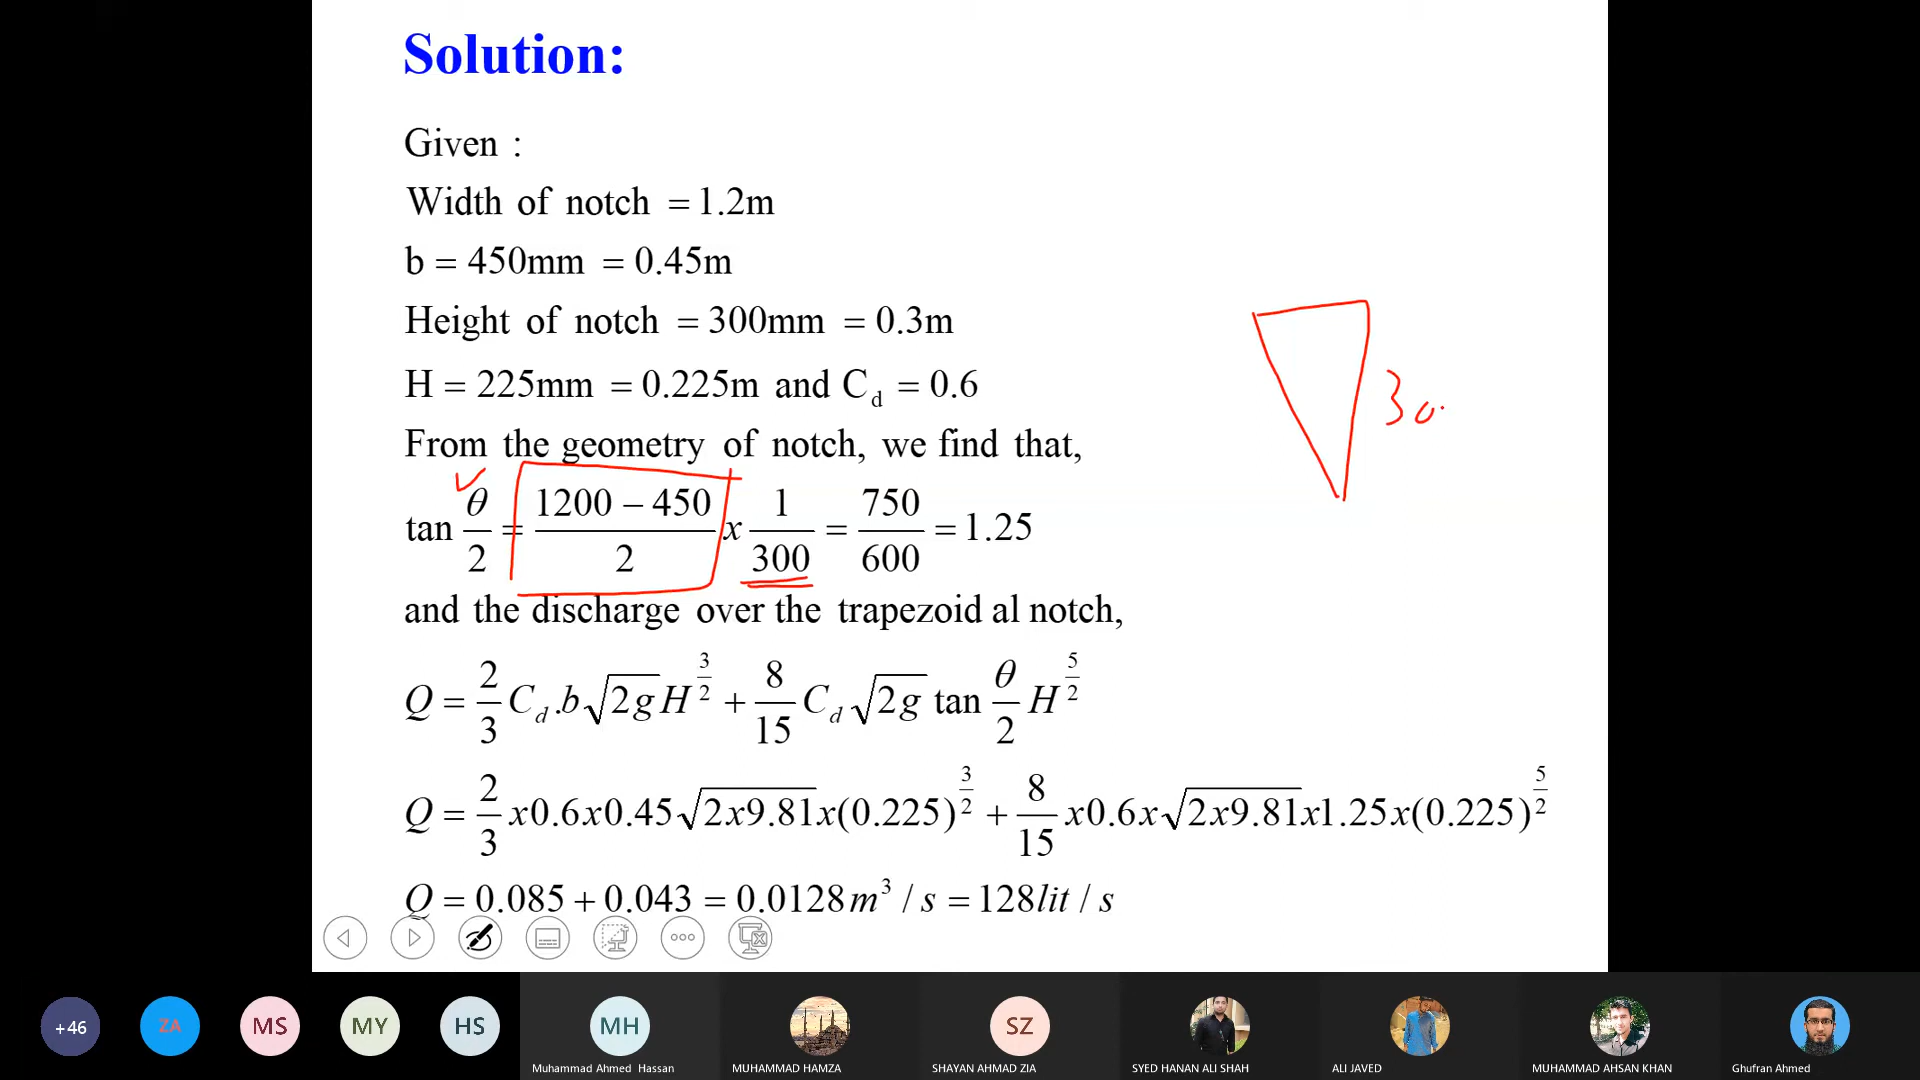 Solution:
Given :
Width of notch = 1.2m
b = 450mm = 0.45m
Height of notch = 300mm = 0.3m
H = 225mm = 0.225m and C_d = 0.6
From the geometry of notch, we find that,
tan θ/2 = (1200 – 450)/2 x 1/300 = 750/600 = 1.25
30
and the discharge over the trapezoid al notch,
Q = 2/3 C_d.b√(2g) H^(3/2) + 8/15 C_d √(2g) tan θ/2 H^(5/2)
Q = 2/3 x0.6x0.45√(2x9.81)x(0.225)^(3/2) + 8/15 x0.6x√(2x9.81)x1.25x(0.225)^(5/2)
Q = 0.085 + 0.043 = 0.0128m³ / s = 128lit / s
+46 ZA MS MY HS MH SZ
Muhammad Ahmed Hassan MUHAMMAD HAMZA SHAYAN AHMAD ZIA SYED HANAN ALI SHAH ALI JAVED MUHAMMAD AHSAN KHAN Ghufran Ahmed